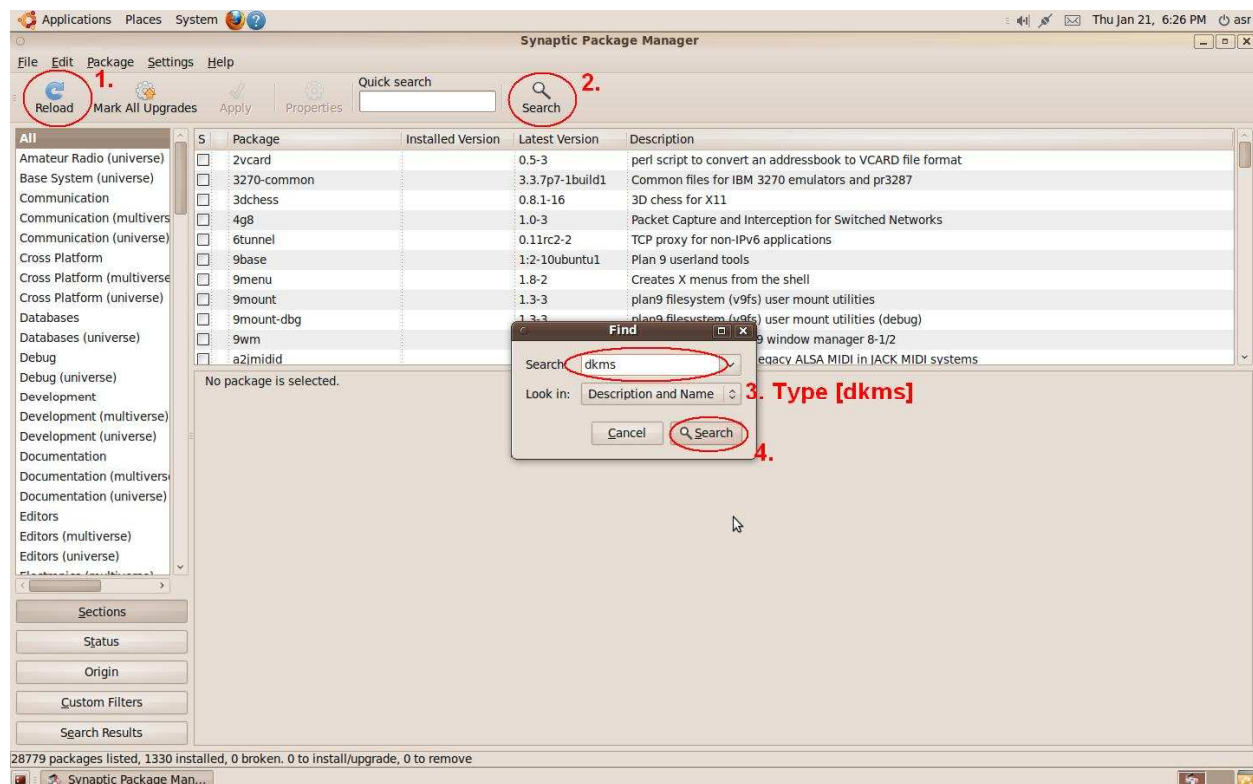 Applications Places System
Thu Jan 21, 6:26 PM asr
Synaptic Package Manager
File Edit Package Settings Help
1.
Reload
Mark All Upgrades
Apply
Properties
Quick search
Search
2.
All
Amateur Radio (universe)
Base System (universe)
Communication
Communication (multivers
Communication (universe)
Cross Platform
Cross Platform (multiverse
Cross Platform (universe)
Databases
Databases (universe)
Debug
Debug (universe)
Development
Development (multiverse)
Development (universe)
Documentation
Documentation (multivers
Documentation (universe)
Editors
Editors (multiverse)
Editors (universe)
S Package Installed Version Latest Version Description
2vcard 0.5-3 perl script to convert an addressbook to VCARD file format
3270-common 3.3.7p7-1build1 Common files for IBM 3270 emulators and pr3287
3dchess 0.8.1-16 3D chess for X11
4g8 1.0-3 Packet Capture and Interception for Switched Networks
6tunnel 0.11rc2-2 TCP proxy for non-IPv6 applications
9base 1:2-10ubuntu1 Plan 9 userland tools
9menu 1.8-2 Creates X menus from the shell
9mount 1.3-3 plan9 filesystem (v9fs) user mount utilities
9mount-dbg 1.3-3 plan9 filesystem (v9fs) user mount utilities (debug)
9wm 9 window manager 8-1/2
a2jmidid egacy ALSA MIDI in JACK MIDI systems
No package is selected.
Find
Search dkms
Look in: Description and Name
3. Type [dkms]
Cancel
Search
4.
Sections
Status
Origin
Custom Filters
Search Results
28779 packages listed, 1330 installed, 0 broken. 0 to install/upgrade, 0 to remove
Synaptic Package Man...